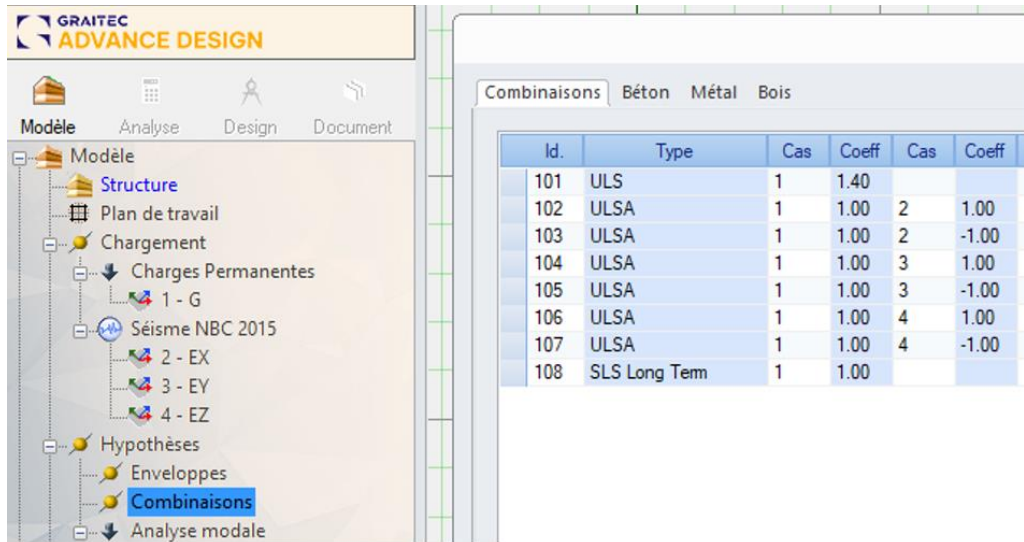 GRAITEC
ADVANCE DESIGN
Modèle Analyse Design Document
Modèle
Structure
Plan de travail
Chargement
Charges Permanentes
1 - G
Séisme NBC 2015
2 - EX
3 - EY
4 - EZ
Hypothèses
Enveloppes
Combinaisons
Analyse modale
Combinaisons Béton Métal Bois
Id. Type Cas Coeff Cas Coeff
101 ULS 1 1.40
102 ULSA 1 1.00 2 1.00
103 ULSA 1 1.00 2 -1.00
104 ULSA 1 1.00 3 1.00
105 ULSA 1 1.00 3 -1.00
106 ULSA 1 1.00 4 1.00
107 ULSA 1 1.00 4 -1.00
108 SLS Long Term 1 1.00